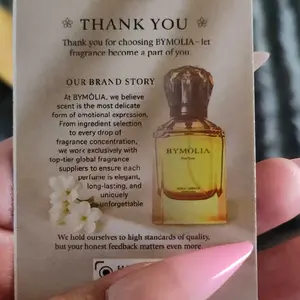 THANK YOU
Thank you for choosing BYMOLIA – let
fragrance become a part of you.
OUR BRAND STORY
At BYMÓLIA, we believe
scent is the most delicate
form of emotional expression.
From ingredient selection
to every drop of
fragrance concentration,
we work exclusively with
top-tier global fragrance
suppliers to ensure each
perfume is elegant,
long-lasting, and
uniquely
unforgettable
BYMÓLIA
We hold ourselves to high standards of quality,
but your honest feedback matters even more.